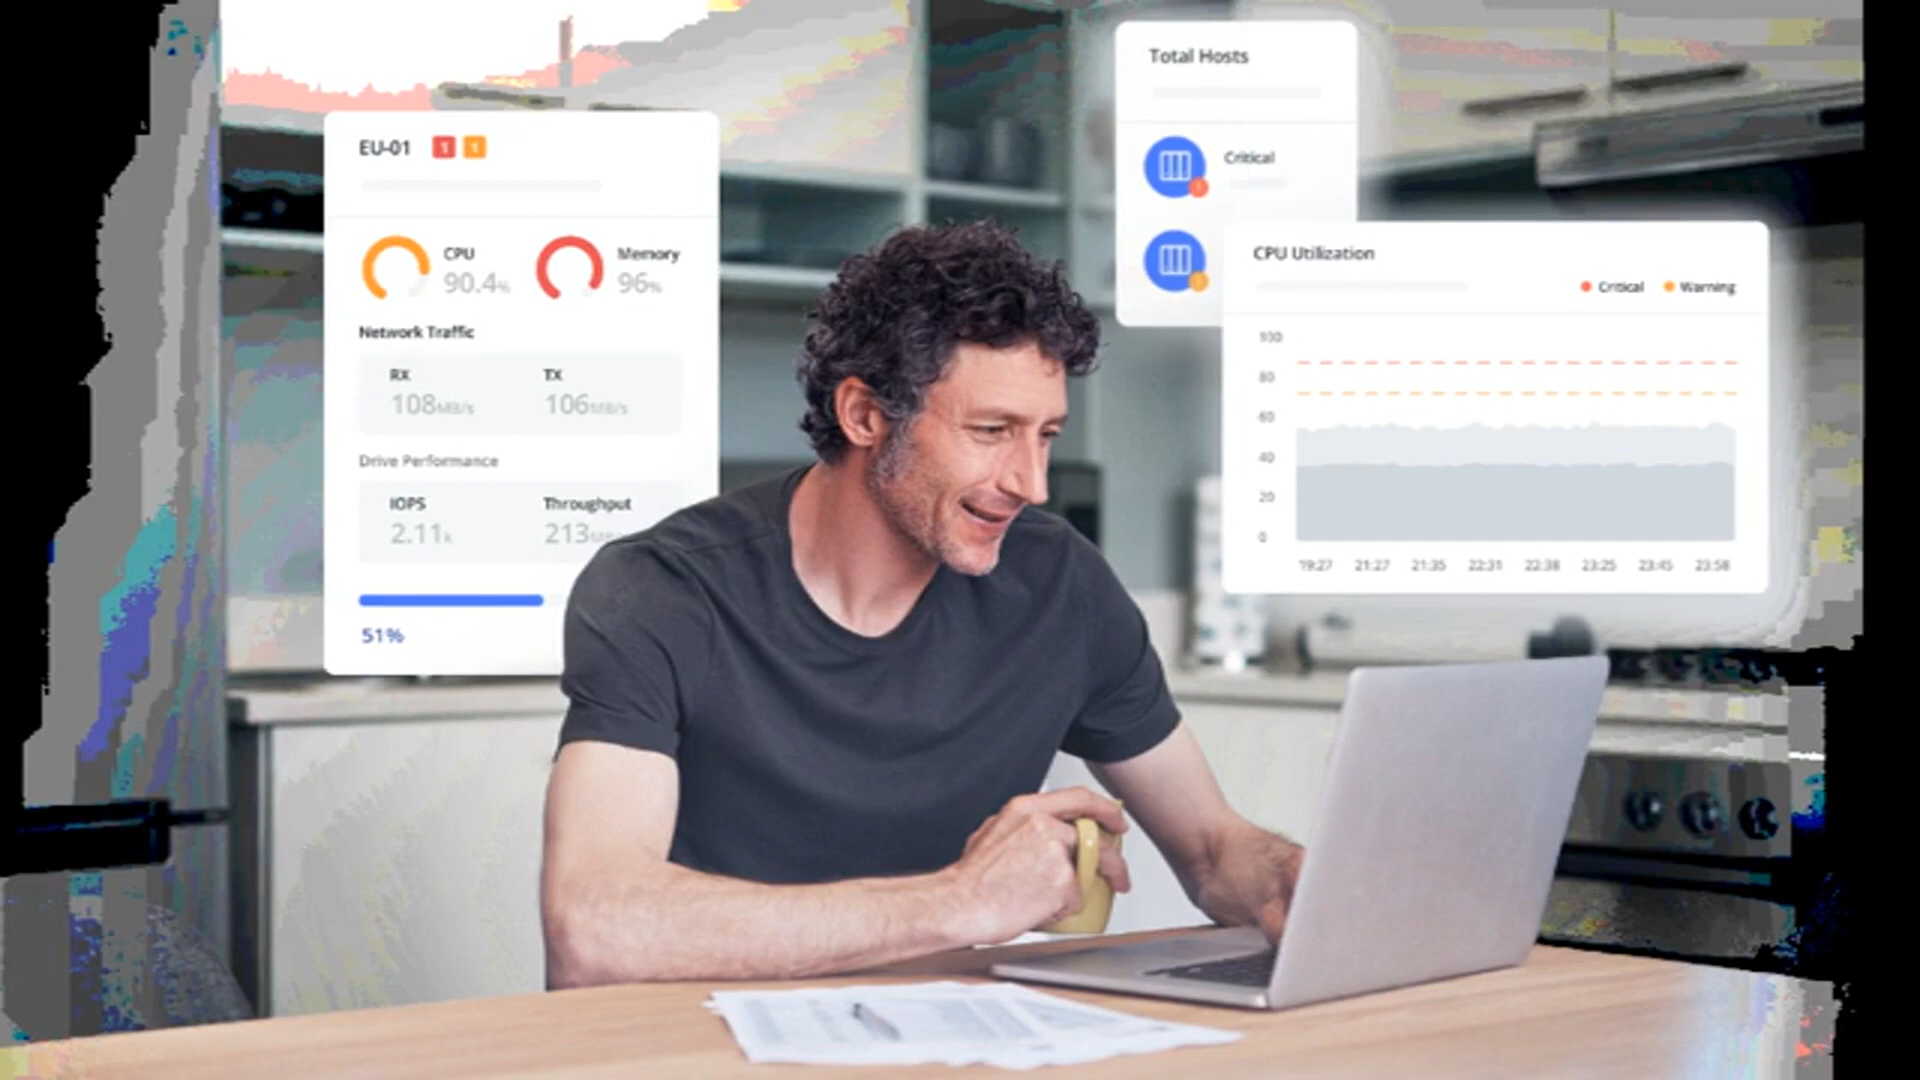 EU-01 1 1
CPU
90.4%
Memory
96%
Network Traffic
RX
108MB/s
TX
106MB/s
Drive Performance
IOPS
2.11k
Throughput
213
51%
Total Hosts
Critical
CPU Utilization
Critical Warning
100
80
60
40
20
0
19:27 21:27 21:35 22:31 22:38 23:25 23:45 23:58